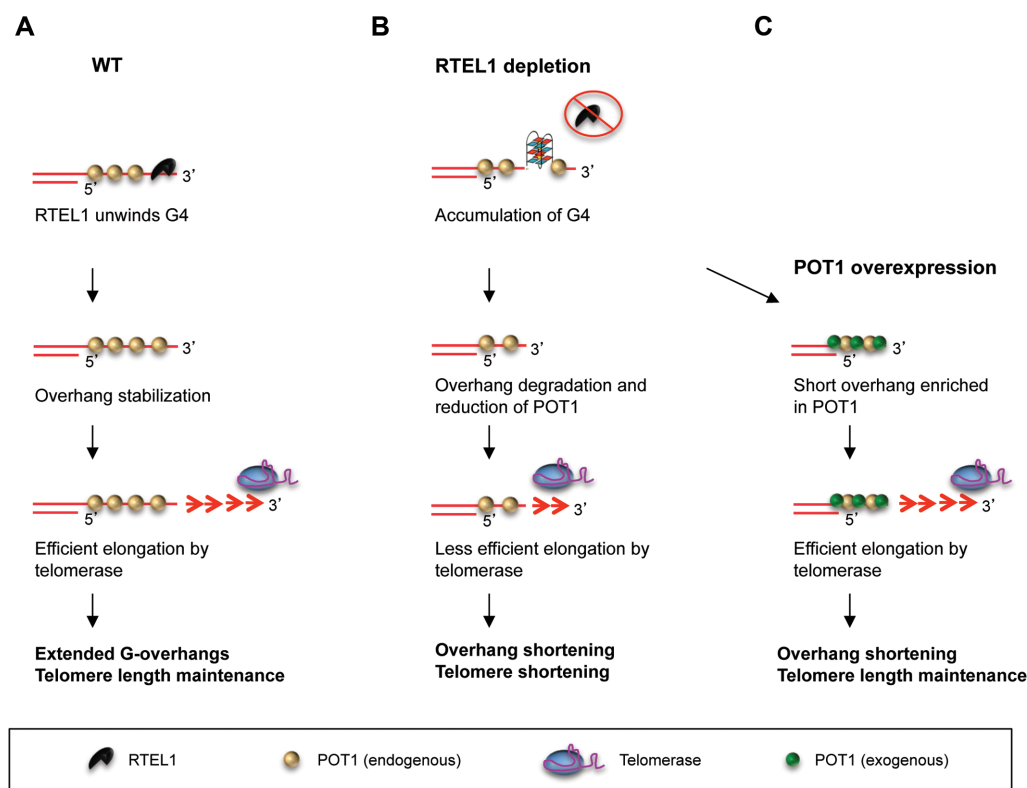 A
WT
5’
3’
RTEL1 unwinds G4
5’
3’
Overhang stabilization
5’
3’
Efficient elongation by
telomerase
Extended G-overhangs
Telomere length maintenance
B
RTEL1 depletion
5’
3’
Accumulation of G4
5’
3’
Overhang degradation and
reduction of POT1
5’
3’
Less efficient elongation by
telomerase
Overhang shortening
Telomere shortening
C
POT1 overexpression
5’
3’
Short overhang enriched
in POT1
5’
3’
Efficient elongation by
telomerase
Overhang shortening
Telomere length maintenance
RTEL1
POT1 (endogenous)
Telomerase
POT1 (exogenous)